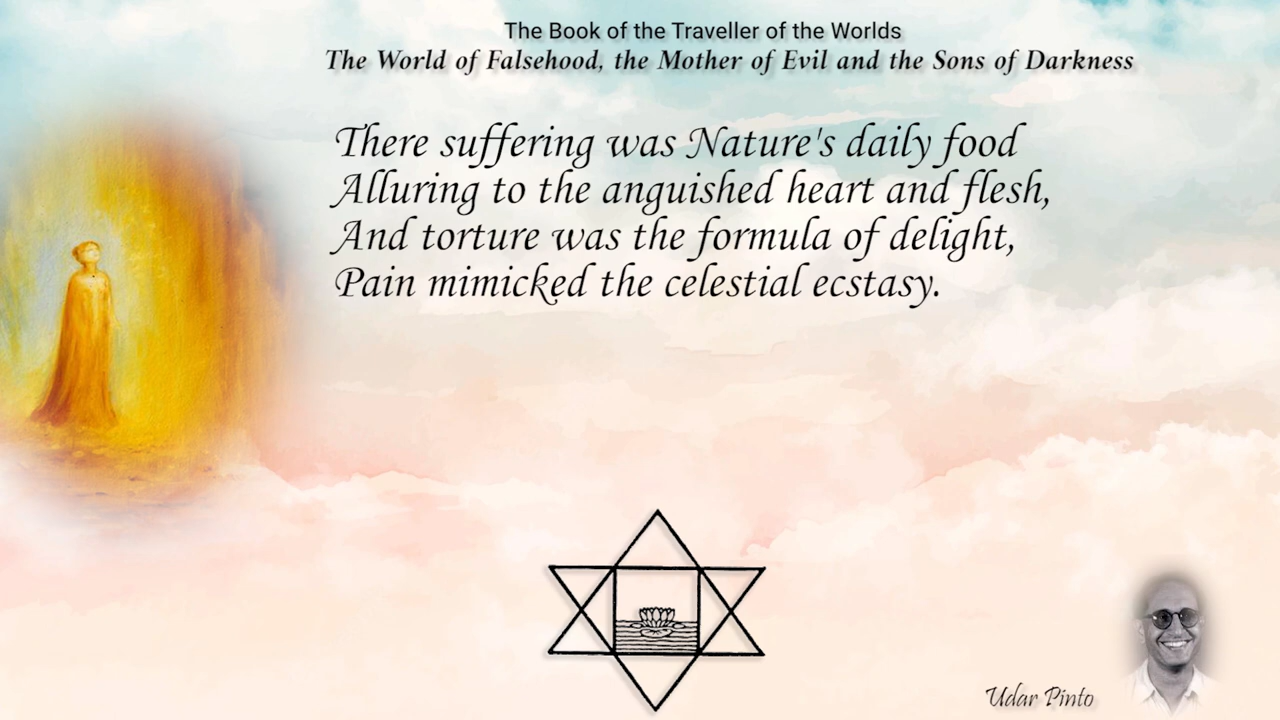 The Book of the Traveller of the Worlds
The World of Falsehood, the Mother of Evil and the Sons of Darkness
There suffering was Nature's daily food
Alluring to the anguished heart and flesh,
And torture was the formula of delight,
Pain mimicked the celestial ecstasy.
Udar Pinto